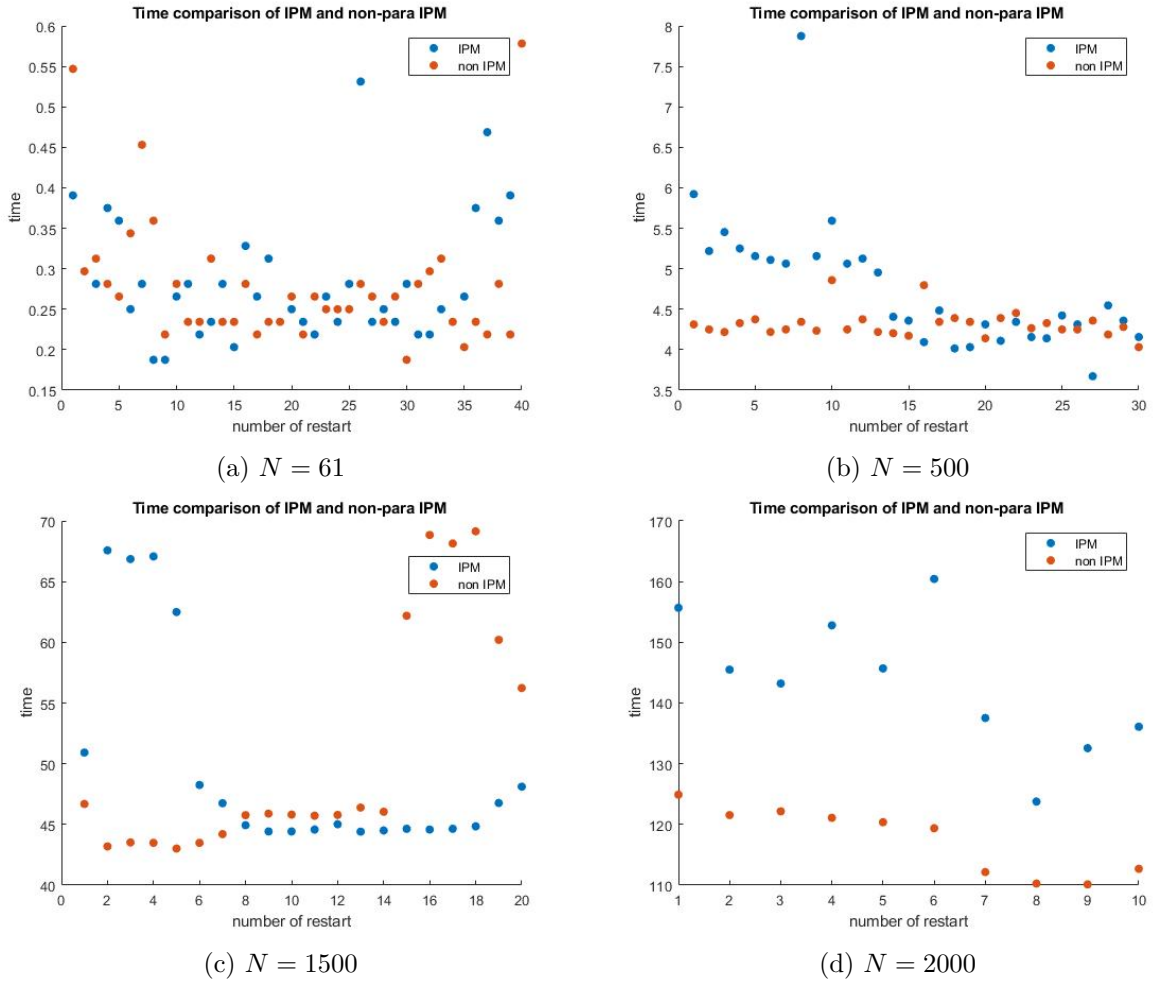 Time comparison of IPM and non-para IPM
0.6
0.55
0.5
0.45
0.4
0.35
0.3
0.25
0.2
0.15
time
IPM
non IPM
0 5 10 15 20 25 30 35 40
number of restart
(a) N = 61
Time comparison of IPM and non-para IPM
8
7.5
7
6.5
6
5.5
5
4.5
4
3.5
time
IPM
non IPM
0 5 10 15 20 25 30
number of restart
(b) N = 500
Time comparison of IPM and non-para IPM
70
65
60
55
50
45
40
time
IPM
non IPM
0 2 4 6 8 10 12 14 16 18 20
number of restart
(c) N = 1500
Time comparison of IPM and non-para IPM
170
160
150
140
130
120
110
time
IPM
non IPM
1 2 3 4 5 6 7 8 9 10
number of restart
(d) N = 2000